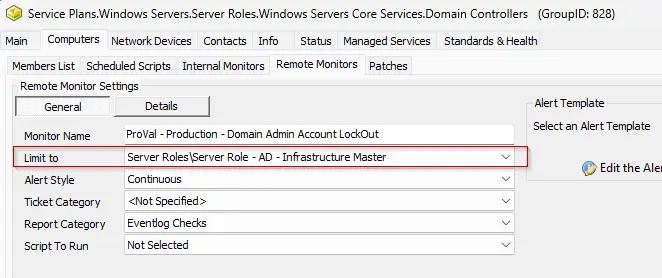 Service Plans.Windows Servers.Server Roles.Windows Servers Core Services.Domain Controllers (GroupID: 828)
Main Computers Network Devices Contacts Info Status Managed Services Standards & Health
Members List Scheduled Scripts Internal Monitors Remote Monitors Patches
Remote Monitor Settings
General Details
Alert Template
Monitor Name ProVal - Production - Domain Admin Account LockOut
Select an Alert Template
Limit to Server Roles\Server Role - AD - Infrastructure Master
Edit the Aler
Alert Style Continuous
Ticket Category <Not Specified>
Report Category Eventlog Checks
Script To Run Not Selected